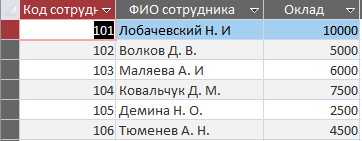 Код сотрудн ФИО сотрудника Оклад
101 Лобачевский Н. И 10000
102 Волков Д. В. 5000
103 Маляева А. И 6000
104 Ковальчук Д. М. 7500
105 Демина Н. О. 2500
106 Тюменев А. Н. 4500